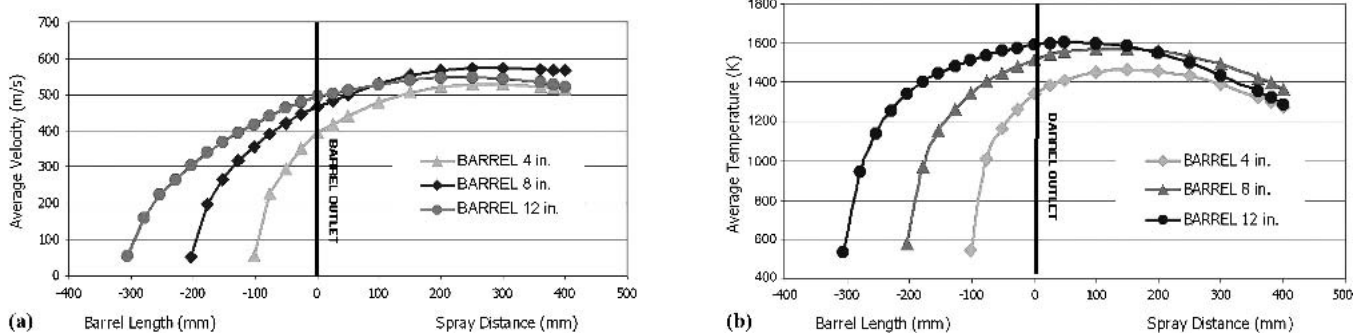 700
600
500
400
300
200
100
0
Average Velocity (m/s)
BARREL OUTLET
BARREL 4 in.
BARREL 8 in.
BARREL 12 in.
-400 -300 -200 -100 0 100 200 300 400 500
(a) Barrel Length (mm) Spray Distance (mm)
1800
1600
1400
1200
1000
800
600
400
Average Temperature (K)
BARREL OUTLET
BARREL 4 in.
BARREL 8 in.
BARREL 12 in.
-400 -300 -200 -100 0 100 200 300 400 500
(b) Barrel Length (mm) Spray Distance (mm)